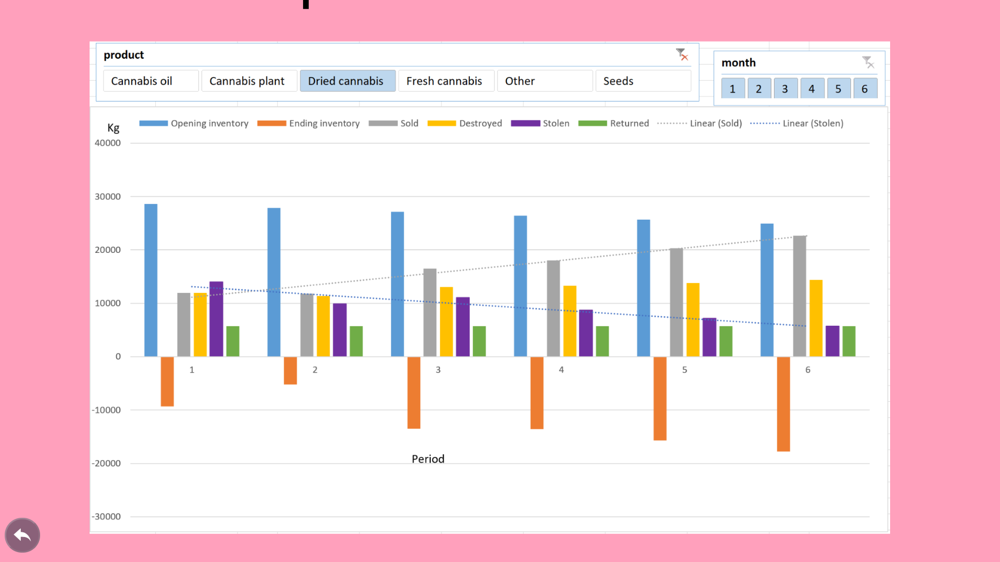 product
Cannabis oil Cannabis plant Dried cannabis Fresh cannabis Other Seeds
month
1 2 3 4 5 6
Kg
Opening inventory Ending inventory Sold Destroyed Stolen Returned Linear (Sold) Linear (Stolen)
40000
30000
20000
10000
0
1 2 3 4 5 6
-10000
Period
-20000
-30000